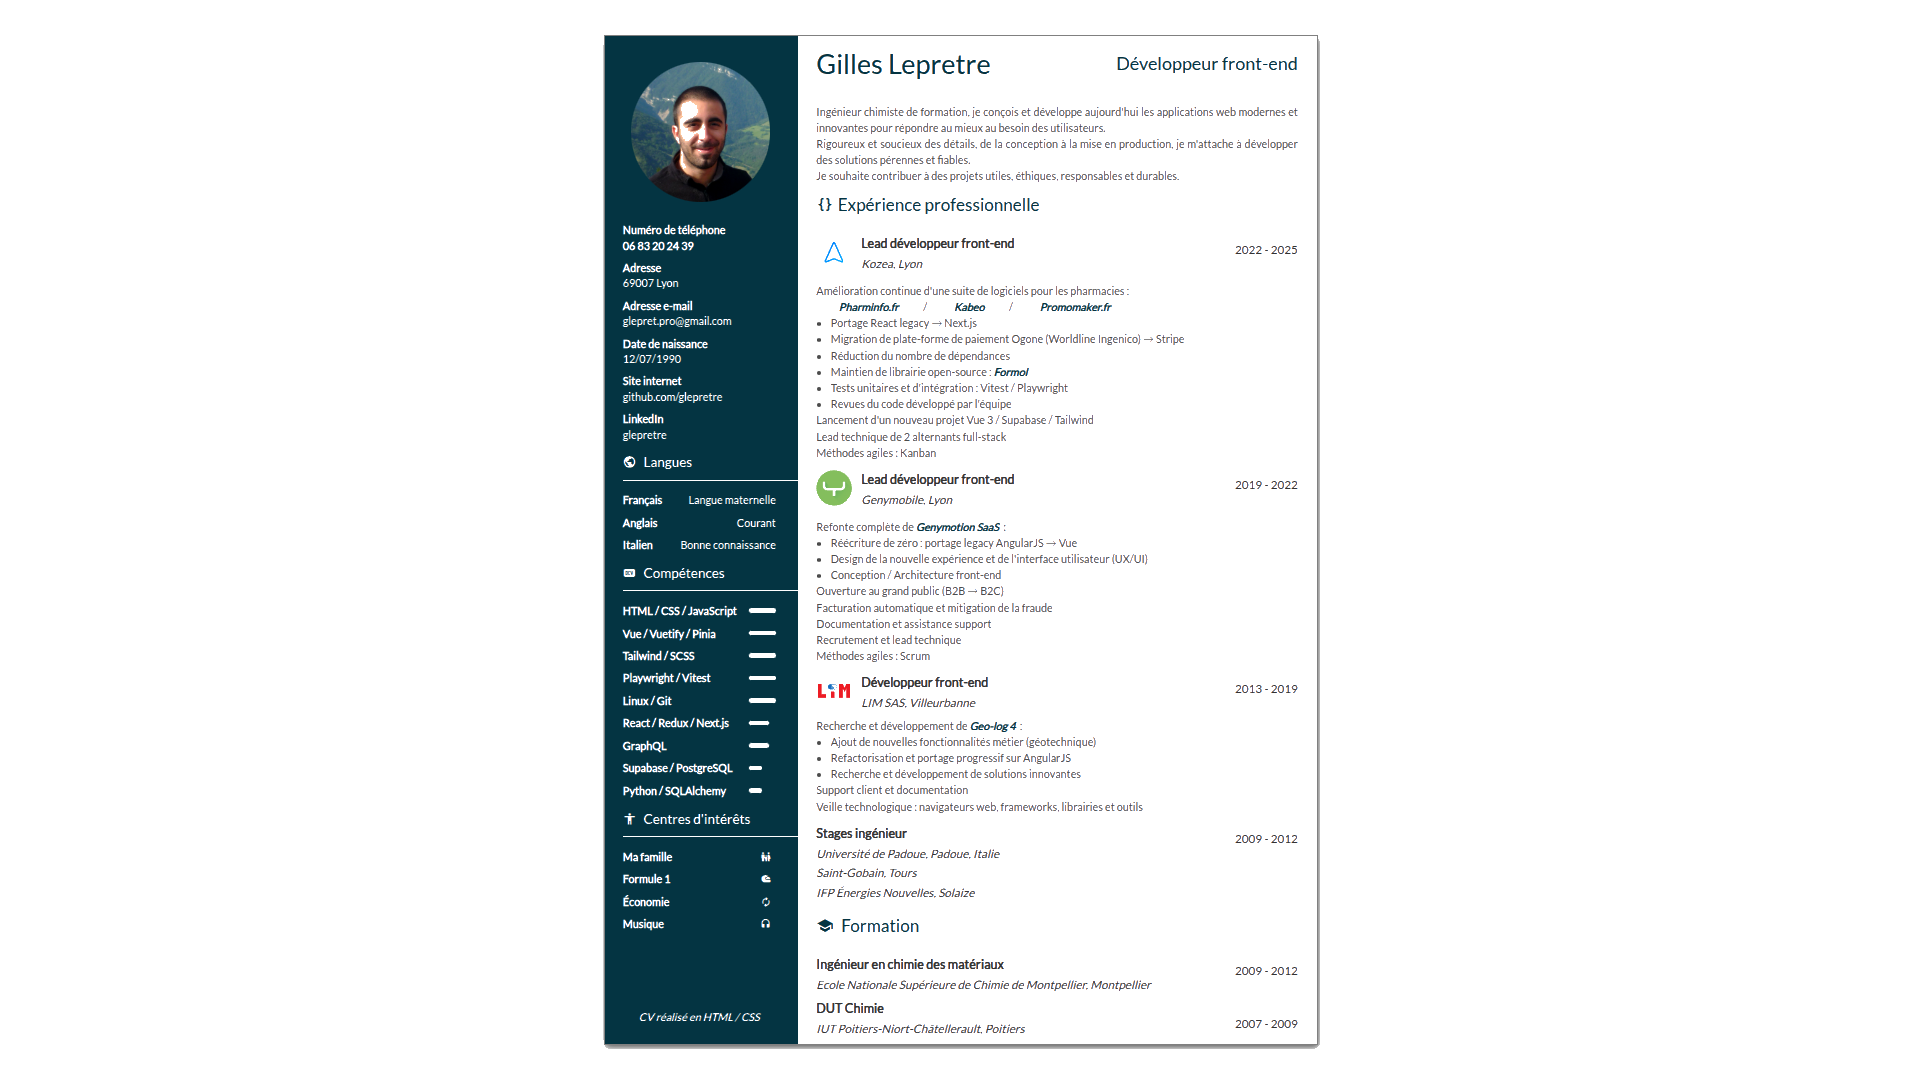 Numéro de téléphone
06 83 20 24 39
Adresse
69007 Lyon
Adresse e-mail
glepret.pro@gmail.com
Date de naissance
12/07/1990
Site internet
github.com/glepretre
LinkedIn
glepretre
Langues
Français Langue maternelle
Anglais Courant
Italien Bonne connaissance
Compétences
HTML / CSS / JavaScript
Vue / Vuetify / Pinia
Tailwind / SCSS
Playwright / Vitest
Linux / Git
React / Redux / Next.js
GraphQL
Supabase / PostgreSQL
Python / SQLAlchemy
Centres d'intérêts
Ma famille
Formule 1
Économie
Musique
CV réalisé en HTML / CSS
Gilles Lepretre Développeur front-end
Ingénieur chimiste de formation, je conçois et développe aujourd'hui les applications web modernes et
innovantes pour répondre au mieux au besoin des utilisateurs.
Rigoureux et soucieux des détails, de la conception à la mise en production, je m'attache à développer
des solutions pérennes et fiables.
Je souhaite contribuer à des projets utiles, éthiques, responsables et durables.
{} Expérience professionnelle
Lead développeur front-end 2022 - 2025
Kozea, Lyon
Amélioration continue d'une suite de logiciels pour les pharmacies :
Pharminfo.fr / Kabeo / Promomaker.fr
• Portage React legacy → Next.js
• Migration de plate-forme de paiement Ogone (Worldline Ingenico) → Stripe
• Réduction du nombre de dépendances
• Maintien de librairie open-source : Formol
• Tests unitaires et d'intégration : Vitest / Playwright
• Revues du code développé par l'équipe
Lancement d'un nouveau projet Vue 3 / Supabase / Tailwind
Lead technique de 2 alternants full-stack
Méthodes agiles : Kanban
Lead développeur front-end 2019 - 2022
Genymobile, Lyon
Refonte complète de Genymotion SaaS :
• Réécriture de zéro : portage legacy AngularJS → Vue
• Design de la nouvelle expérience et de l'interface utilisateur (UX/UI)
• Conception / Architecture front-end
Ouverture au grand public (B2B → B2C)
Facturation automatique et mitigation de la fraude
Documentation et assistance support
Recrutement et lead technique
Méthodes agiles : Scrum
LIM Développeur front-end 2013 - 2019
LIM SAS, Villeurbanne
Recherche et développement de Geo-log 4 :
• Ajout de nouvelles fonctionnalités métier (géotechnique)
• Refactorisation et portage progressif sur AngularJS
• Recherche et développement de solutions innovantes
Support client et documentation
Veille technologique : navigateurs web, frameworks, librairies et outils
Stages ingénieur 2009 - 2012
Université de Padoue, Padoue, Italie
Saint-Gobain, Tours
IFP Énergies Nouvelles, Solaize
Formation
Ingénieur en chimie des matériaux 2009 - 2012
Ecole Nationale Supérieure de Chimie de Montpellier, Montpellier
DUT Chimie 2007 - 2009
IUT Poitiers-Niort-Châtellerault, Poitiers